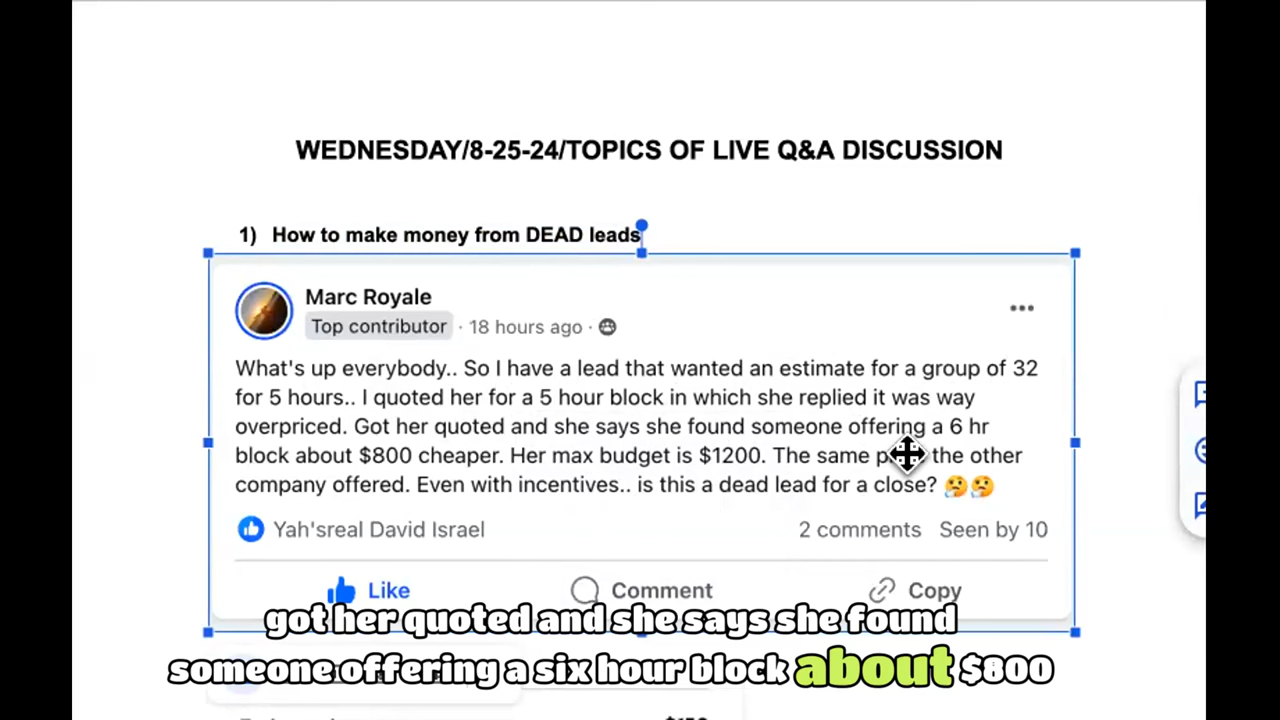 WEDNESDAY/8-25-24/TOPICS OF LIVE Q&A DISCUSSION
1) How to make money from DEAD leads
Marc Royale
Top contributor · 18 hours ago ·
What's up everybody.. So I have a lead that wanted an estimate for a group of 32
for 5 hours.. I quoted her for a 5 hour block in which she replied it was way
overpriced. Got her quoted and she says she found someone offering a 6 hr
block about $800 cheaper. Her max budget is $1200. The same the other
company offered. Even with incentives.. is this a dead lead for a close? 🤔🤔
Yah'sreal David Israel 2 comments Seen by 10
Like Comment Copy
got her quoted and she says she found
someone offering a six hour block about $800